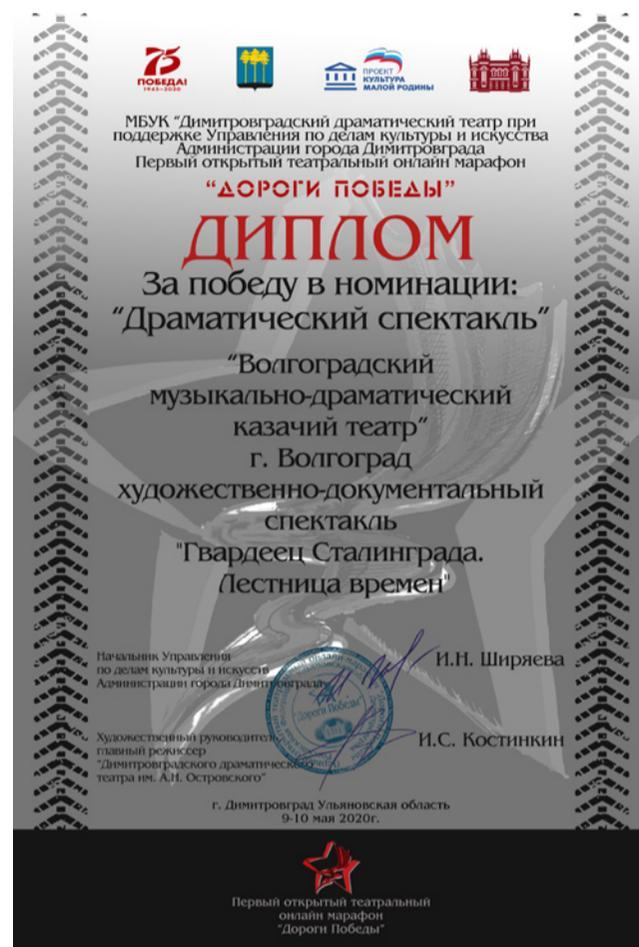 75
ПОБЕДА!
1945–2020
ПРОЕКТ
КУЛЬТУРА
МАЛОЙ РОДИНЫ
МБУК "Димитровградский драматический театр при
поддержке Управления по делам культуры и искусства
Администрации города Димитровграда
Первый открытый театральный онлайн марафон
"ДОРОГИ ПОБЕДЫ"
ДИПЛОМ
За победу в номинации:
"Драматический спектакль"
"Волгоградский
музыкально-драматический
казачий театр"
г. Волгоград
художественно-документальный
спектакль
"Гвардеец Сталинграда.
Лестница времен"
Начальник Управления
по делам культуры и искусств
Администрации города Димитровграда
И.Н. Ширяева
"Дороги Победы"
Художественный руководитель,
главный режиссер
"Димитровградского драматического
театра им. А.Н. Островского"
И.С. Костинкин
г. Димитровград Ульяновская область
9-10 мая 2020г.
Первый открытый театральный
онлайн марафон
"Дороги Победы"